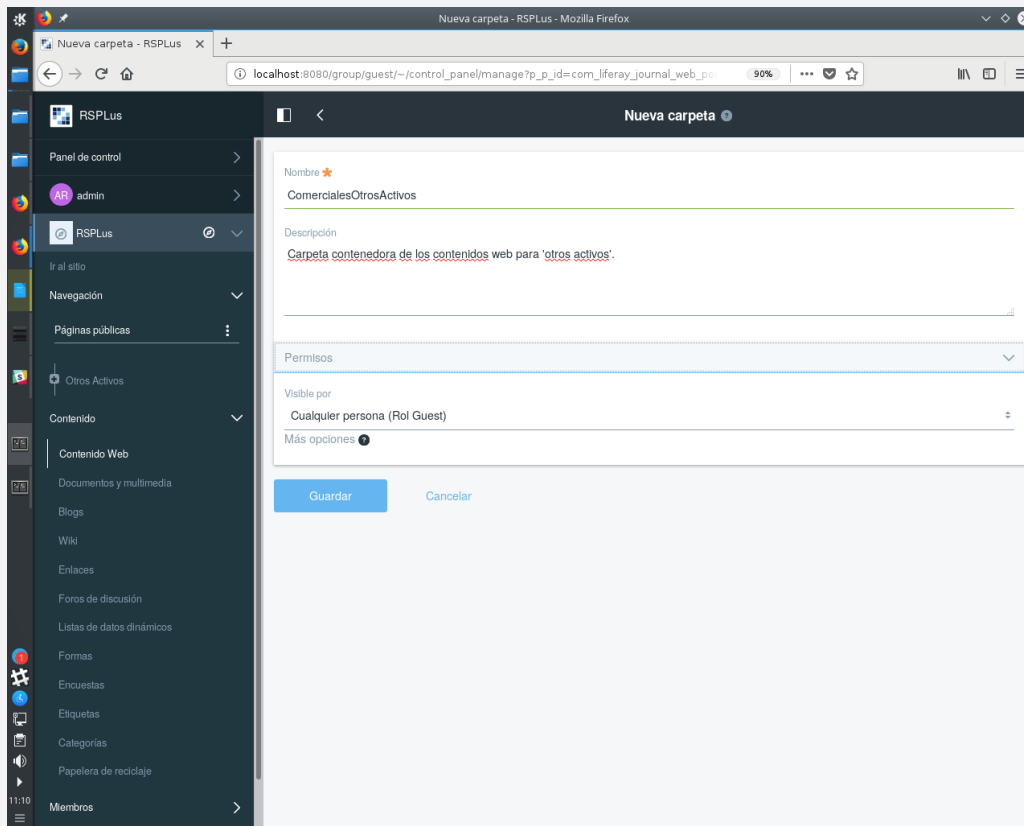 Nueva carpeta - RSPLus - Mozilla Firefox
Nueva carpeta - RSPLus
localhost:8080/group/guest/~/control_panel/manage?p_p_id=com_liferay_journal_web_po
90%
RSPLus
Nueva carpeta
Panel de control
AR admin
RSPLus
Ir al sitio
Navegación
Páginas públicas
Otros Activos
Contenido
Contenido Web
Documentos y multimedia
Blogs
Wiki
Enlaces
Foros de discusión
Listas de datos dinámicos
Formas
Encuestas
Etiquetas
Categorías
Papelera de reciclaje
Miembros
Nombre
ComercialesOtrosActivos
Descripción
Carpeta contenedora de los contenidos web para 'otros activos'.
Permisos
Visible por
Cualquier persona (Rol Guest)
Más opciones
Guardar
Cancelar
1
11:10